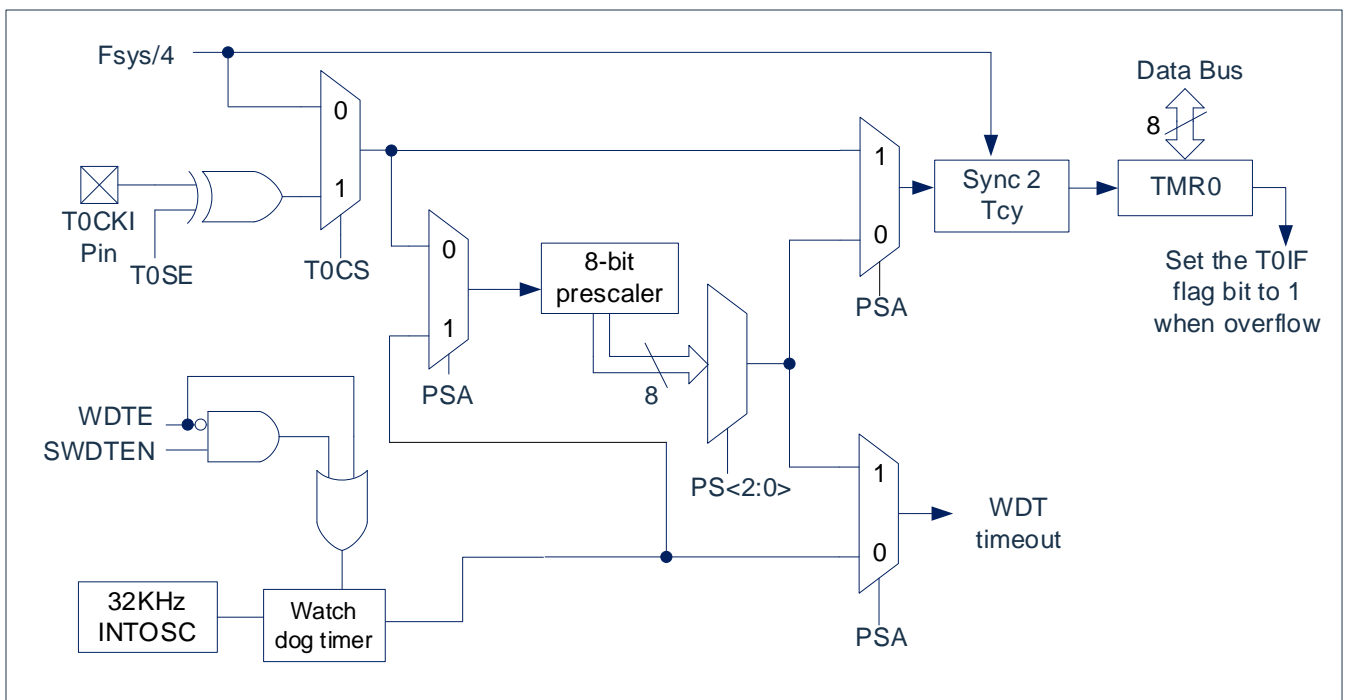 Fsys/4
Data Bus
8
0
1
T0CKI
Pin
T0SE
T0CS
1
0
PSA
Sync 2
Tcy
TMR0
Set the T0IF
flag bit to 1
when overflow
0
1
PSA
8-bit
prescaler
8
PS<2:0>
WDTE
SWDTEN
1
0
PSA
WDT
timeout
32KHz
INTOSC
Watch
dog timer